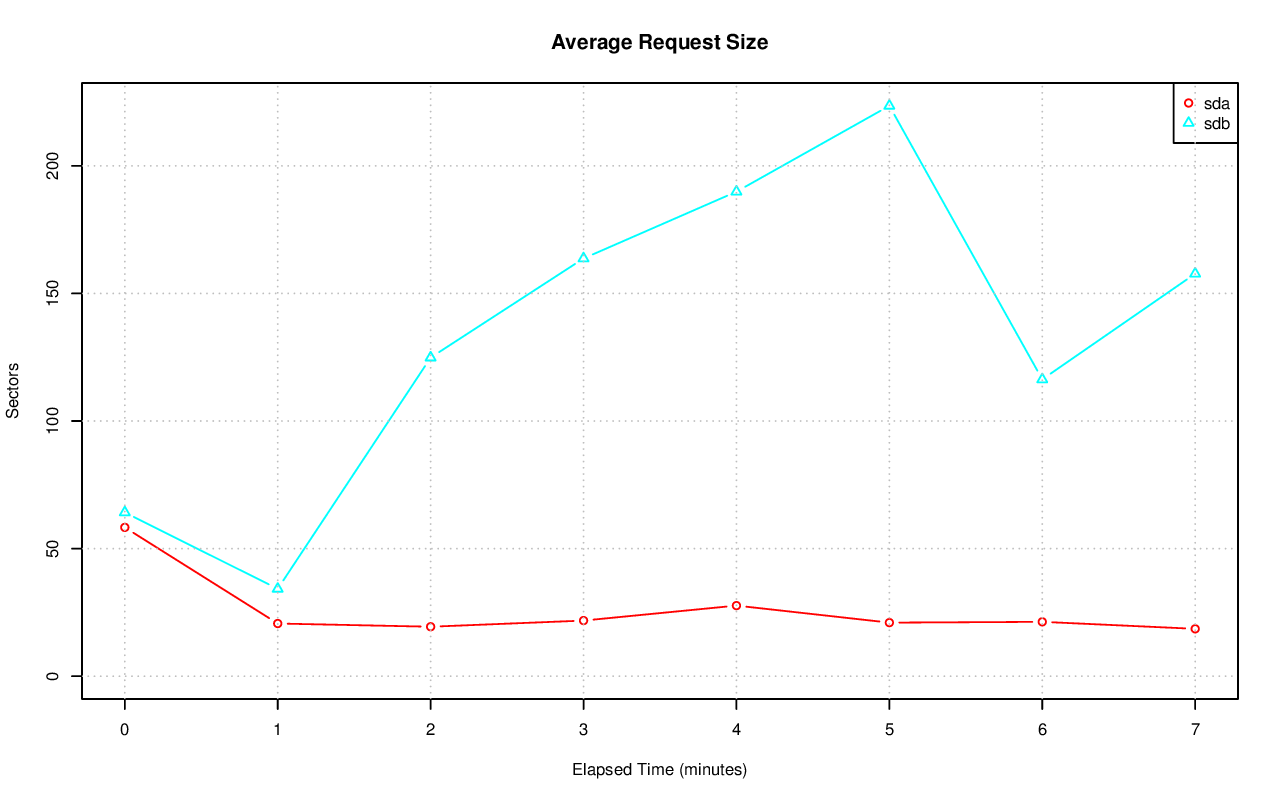 Average Request Size
sda
sdb
200
150
100
50
0
Sectors
0 1 2 3 4 5 6 7
Elapsed Time (minutes)